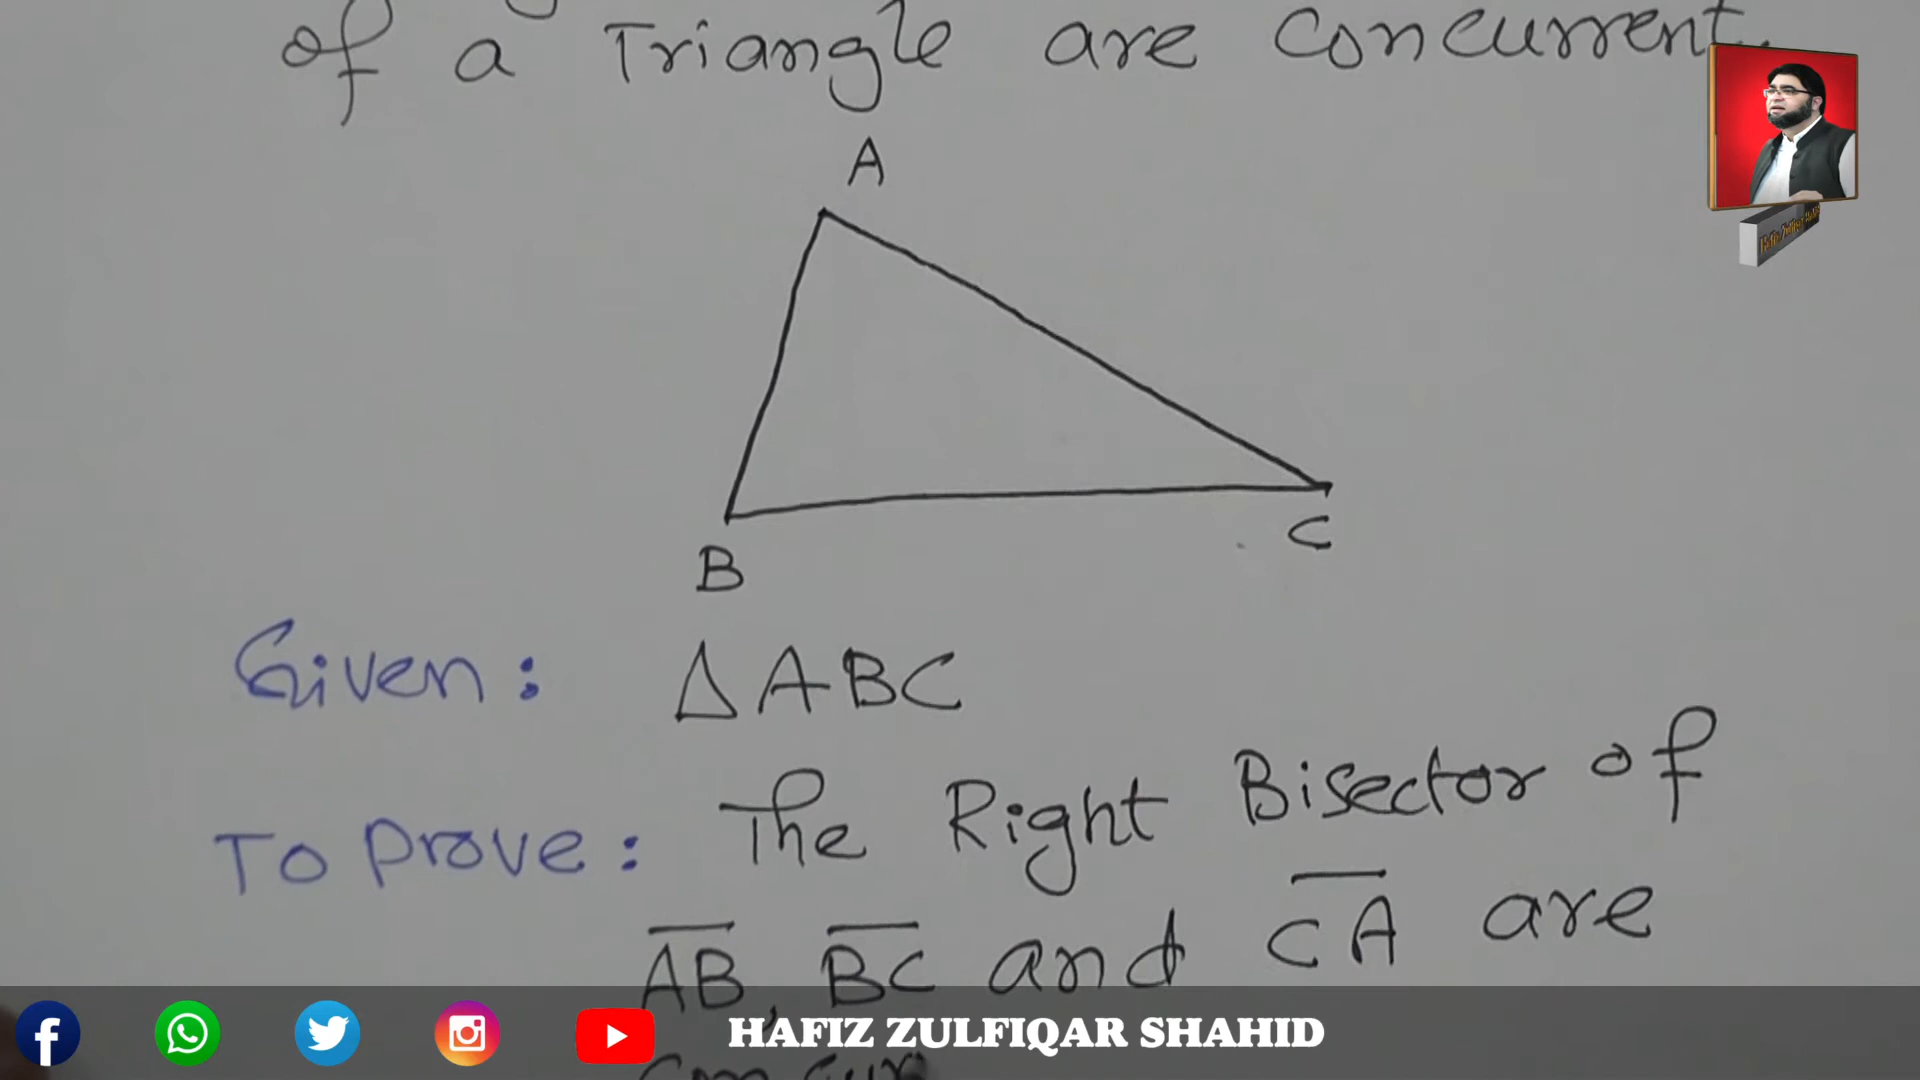 of a Triangle are concurrent.
A
B
C
Given: ΔABC
To prove: The Right Bisector of
AB, BC and CA are
HAFIZ ZULFIQAR SHAHID